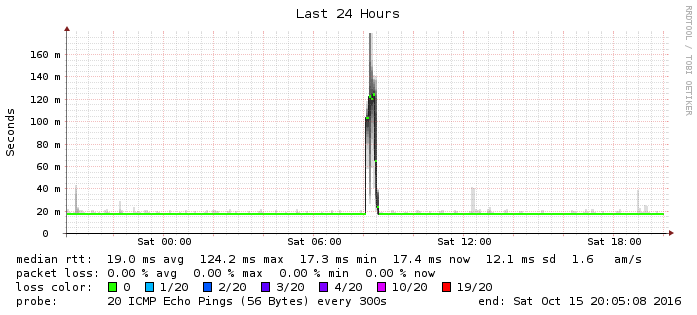 Last 24 Hours
RRDTOOL / TOBI OETIKER
Seconds
160 m
140 m
120 m
100 m
80 m
60 m
40 m
20 m
0
Sat 00:00 Sat 06:00 Sat 12:00 Sat 18:00
median rtt: 19.0 ms avg 124.2 ms max 17.3 ms min 17.4 ms now 12.1 ms sd 1.6 am/s
packet loss: 0.00 % avg 0.00 % max 0.00 % min 0.00 % now
loss color: 0 1/20 2/20 3/20 4/20 10/20 19/20
probe: 20 ICMP Echo Pings (56 Bytes) every 300s end: Sat Oct 15 20:05:08 2016